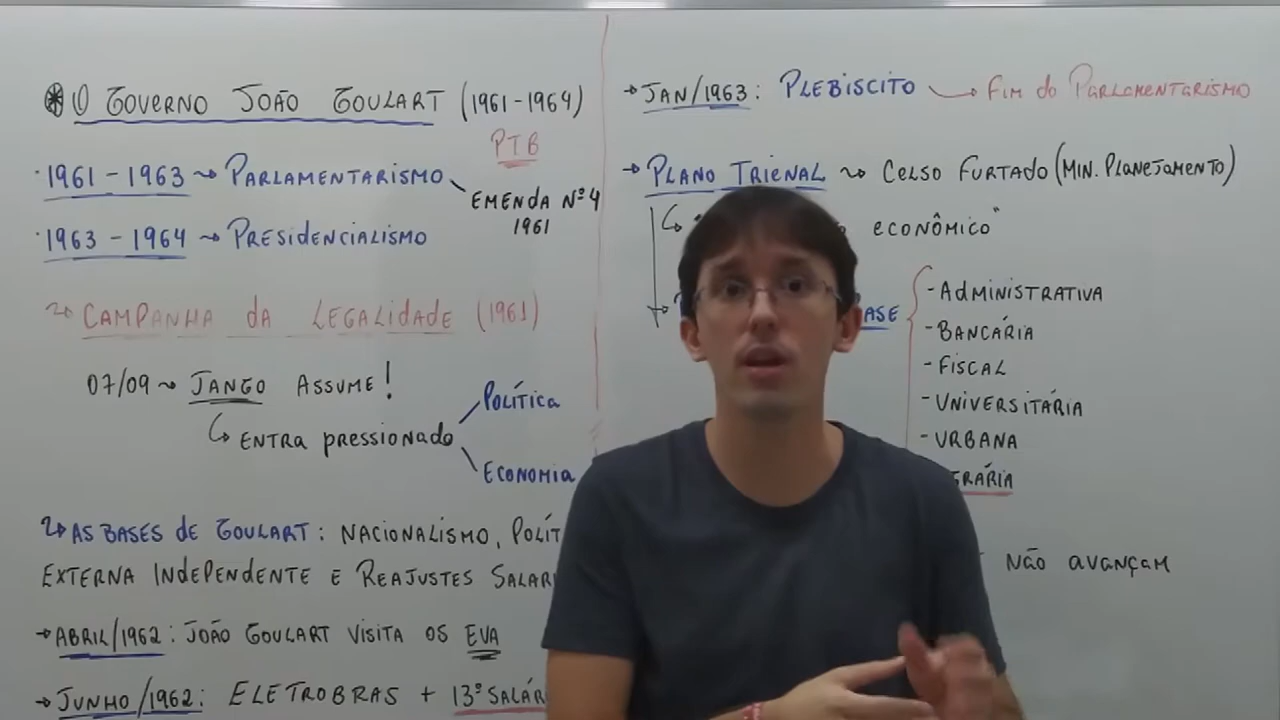 O GOVERNO JOÃO GOULART (1961-1964)
PTB
1961-1963 PARLAMENTARISMO
EMENDA Nº 4
1961
1963-1964 PRESIDENCIALISMO
CAMPANHA da LEGALIDADE (1961)
07/09 JANGO ASSUME!
ENTRA pressionado
POLÍTICA
ECONOMIA
AS BASES dE GOULART: NACIONALISMO, POLÍT
EXTERNA INdEPENDENTE E REAJUSTES SALARI
ABRIL/1962: JOÃO GOULART VISITA OS EVA
JUNHO/1962: ELETROBRAS + 13º SALÁR
JAN/1963: PLEBISCITO Fim do PARLAMENTARISMO
PLANO TRIENAL CELSO FURTADO (MIN. PLANEJAMENTO)
econômico"
ASE
- AdMINISTRATIVA
- BANCÁRIA
- FISCAL
- UNIVERSITÁRIA
- URBANA
GRÁRIA
NÃO avançam